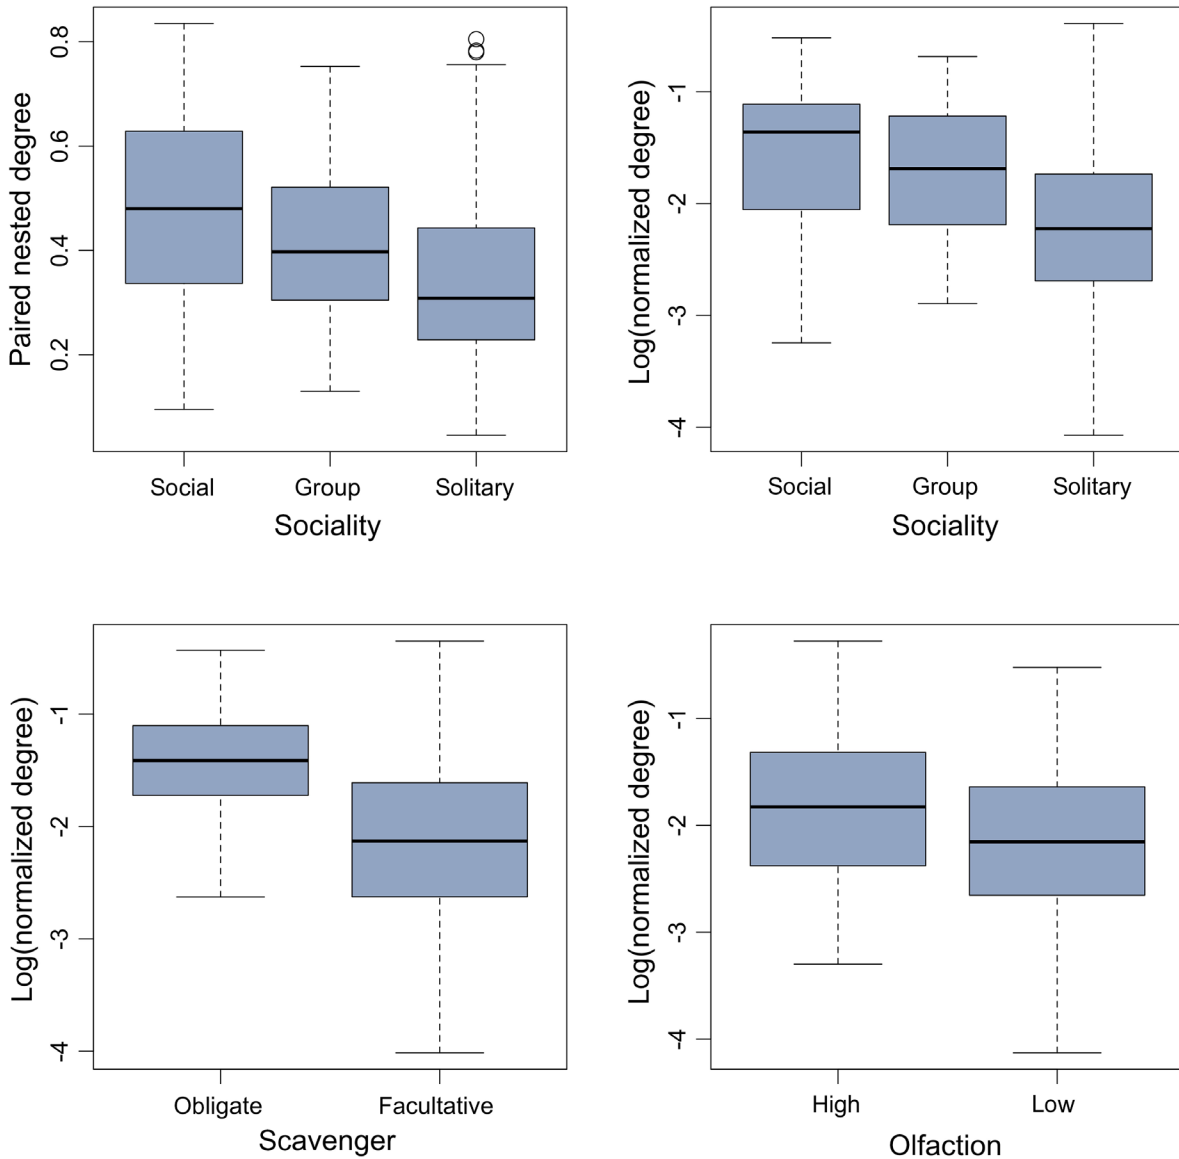 Paired nested degree
0.8
0.6
0.4
0.2
Social Group Solitary
Sociality
Log(normalized degree)
-1
-2
-3
-4
Social Group Solitary
Sociality
Log(normalized degree)
-1
-2
-3
-4
Obligate Facultative
Scavenger
Log(normalized degree)
-1
-2
-3
-4
High Low
Olfaction